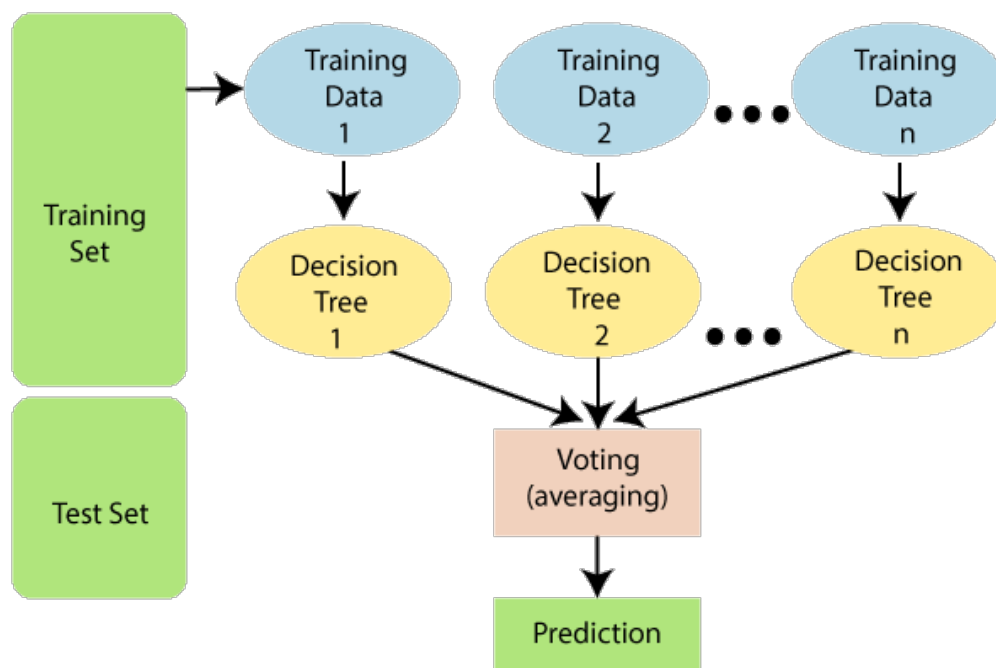 Training
Set
Test Set
Training
Data
1
Training
Data
2
Training
Data
n
Decision
Tree
1
Decision
Tree
2
Decision
Tree
n
Voting
(averaging)
Prediction